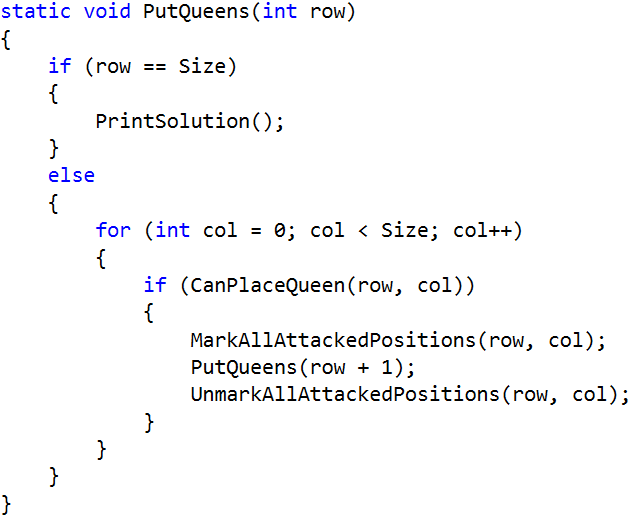 static void PutQueens(int row)
{
    if (row == Size)
    {
        PrintSolution();
    }
    else
    {
        for (int col = 0; col < Size; col++)
        {
            if (CanPlaceQueen(row, col))
            {
                MarkAllAttackedPositions(row, col);
                PutQueens(row + 1);
                UnmarkAllAttackedPositions(row, col);
            }
        }
    }
}